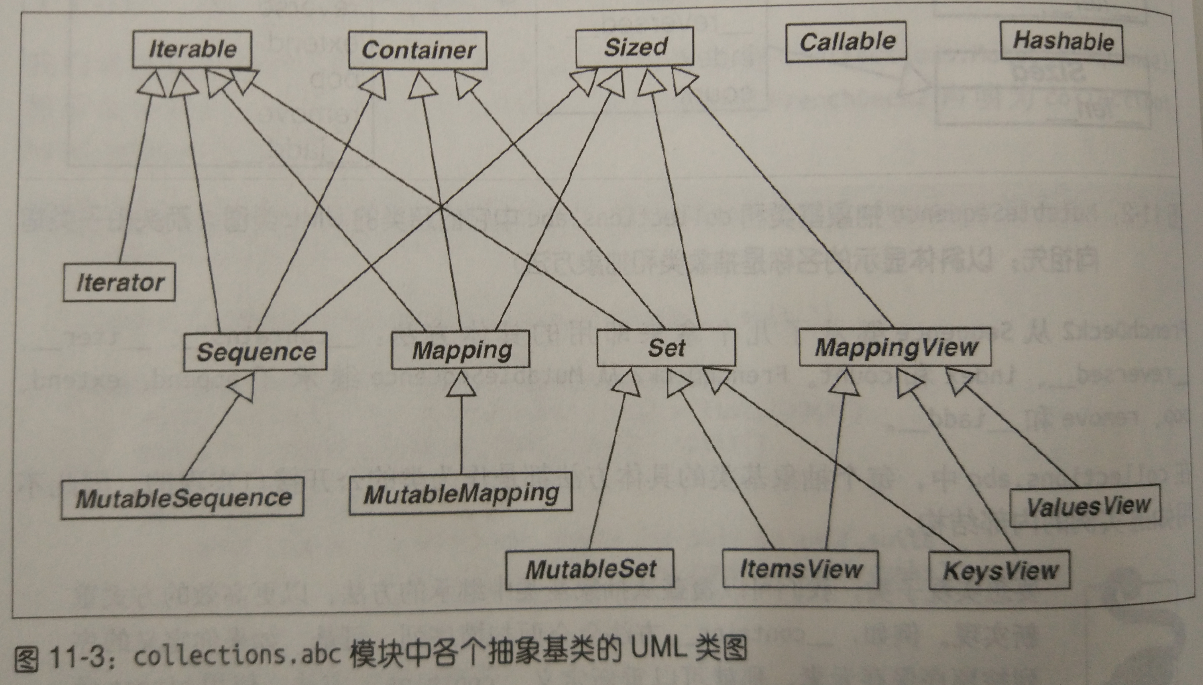 Iterable
Container
Sized
Callable
Hashable
Iterator
Sequence
Mapping
Set
MappingView
MutableSequence
MutableMapping
ValuesView
MutableSet
ItemsView
KeysView
图 11-3：collections.abc 模块中各个抽象基类的 UML 类图